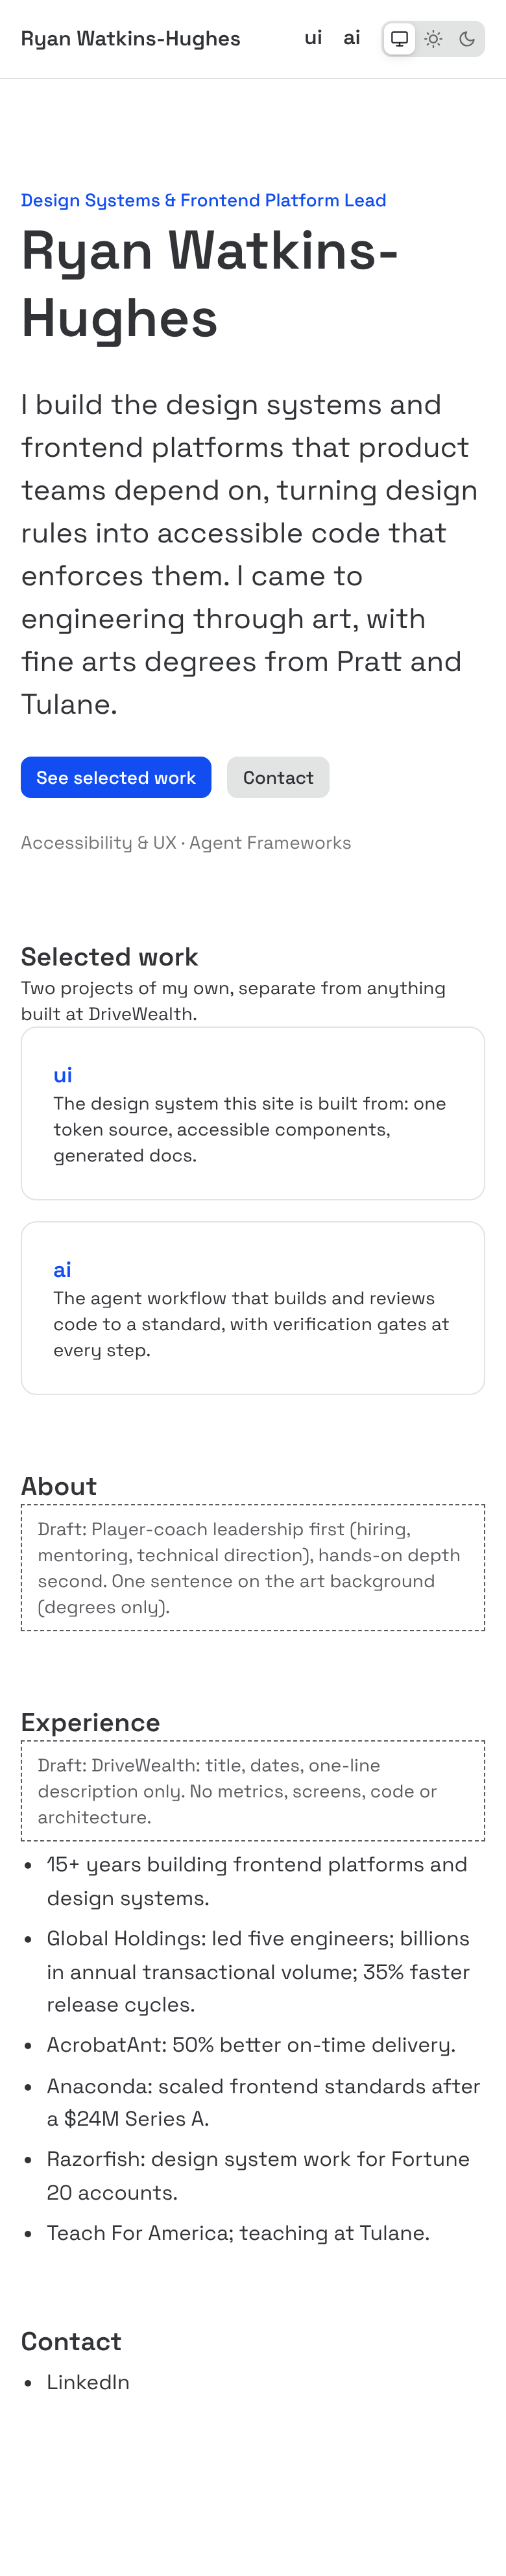 Ryan Watkins-Hughes ui ai
Design Systems & Frontend Platform Lead
Ryan Watkins-
Hughes
I build the design systems and
frontend platforms that product
teams depend on, turning design
rules into accessible code that
enforces them. I came to
engineering through art, with
fine arts degrees from Pratt and
Tulane.
See selected work Contact
Accessibility & UX · Agent Frameworks
Selected work
Two projects of my own, separate from anything
built at DriveWealth.
ui
The design system this site is built from: one
token source, accessible components,
generated docs.
ai
The agent workflow that builds and reviews
code to a standard, with verification gates at
every step.
About
Draft: Player-coach leadership first (hiring,
mentoring, technical direction), hands-on depth
second. One sentence on the art background
(degrees only).
Experience
Draft: DriveWealth: title, dates, one-line
description only. No metrics, screens, code or
architecture.
• 15+ years building frontend platforms and
design systems.
• Global Holdings: led five engineers; billions
in annual transactional volume; 35% faster
release cycles.
• AcrobatAnt: 50% better on-time delivery.
• Anaconda: scaled frontend standards after
a $24M Series A.
• Razorfish: design system work for Fortune
20 accounts.
• Teach For America; teaching at Tulane.
Contact
• LinkedIn